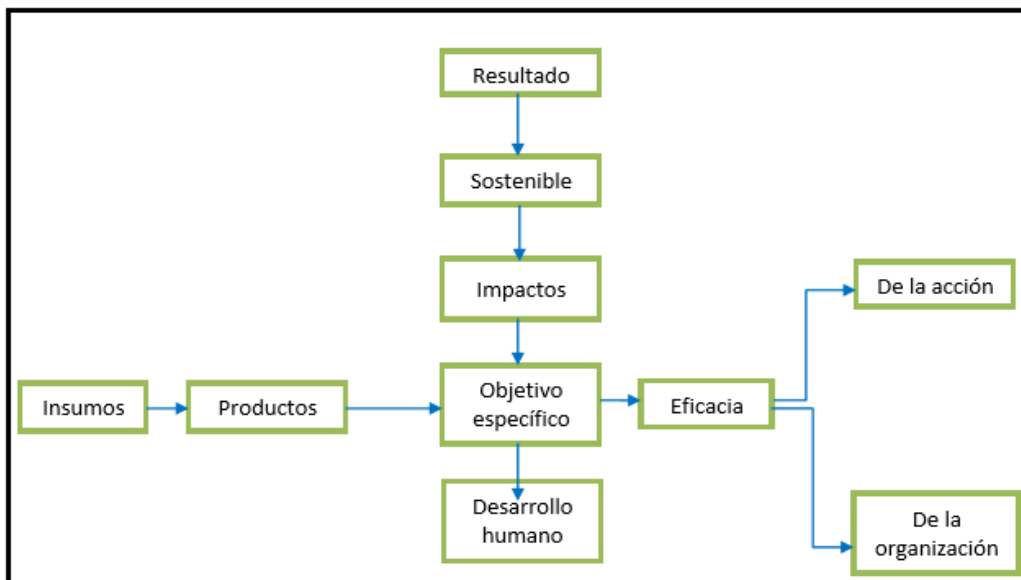 Resultado
Sostenible
Impactos
De la acción
Insumos
Productos
Objetivo
específico
Eficacia
Desarrollo
humano
De la
organización